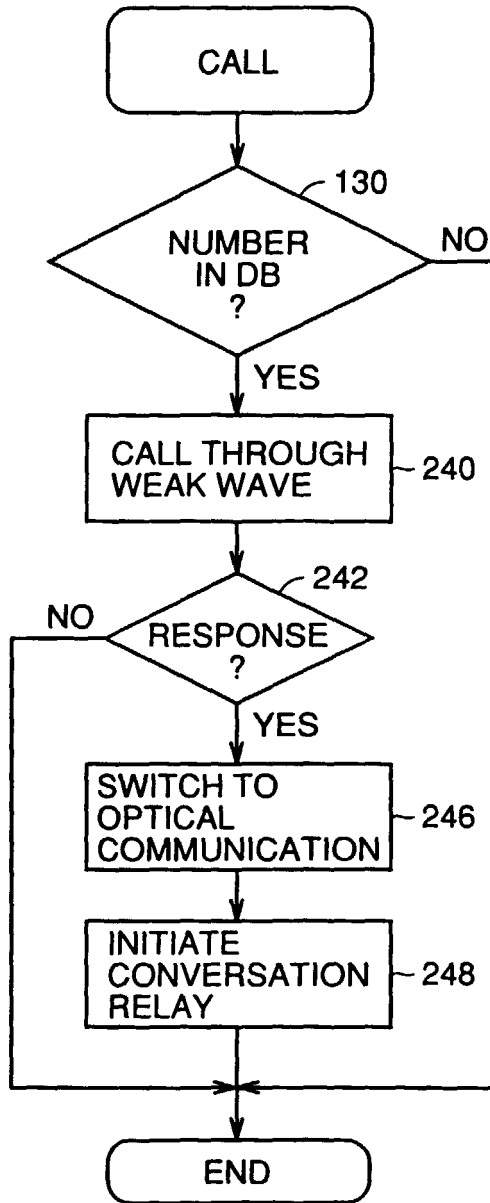 CALL
130
NUMBER
IN DB
?
NO
YES
CALL THROUGH
WEAK WAVE
240
242
NO
RESPONSE
?
YES
SWITCH TO
OPTICAL
COMMUNICATION
246
INITIATE
CONVERSATION
RELAY
248
END